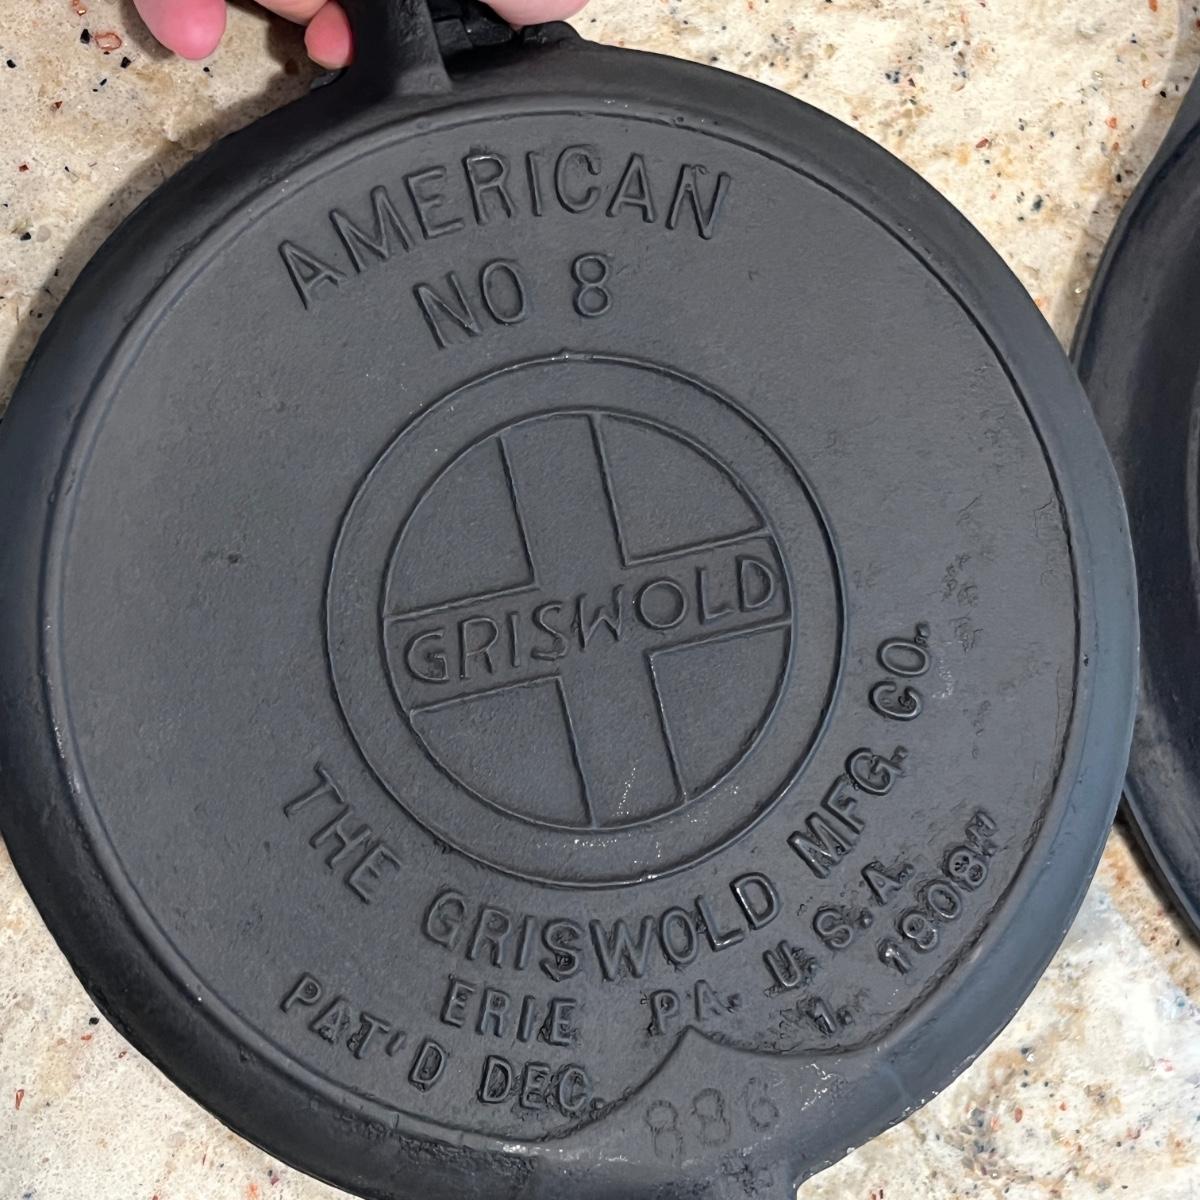 AMERICAN
NO 8
GRISWOLD
THE GRISWOLD MFG. CO.
ERIE PA. U.S.A.
PAT'D DEC. 1. 1908"
886